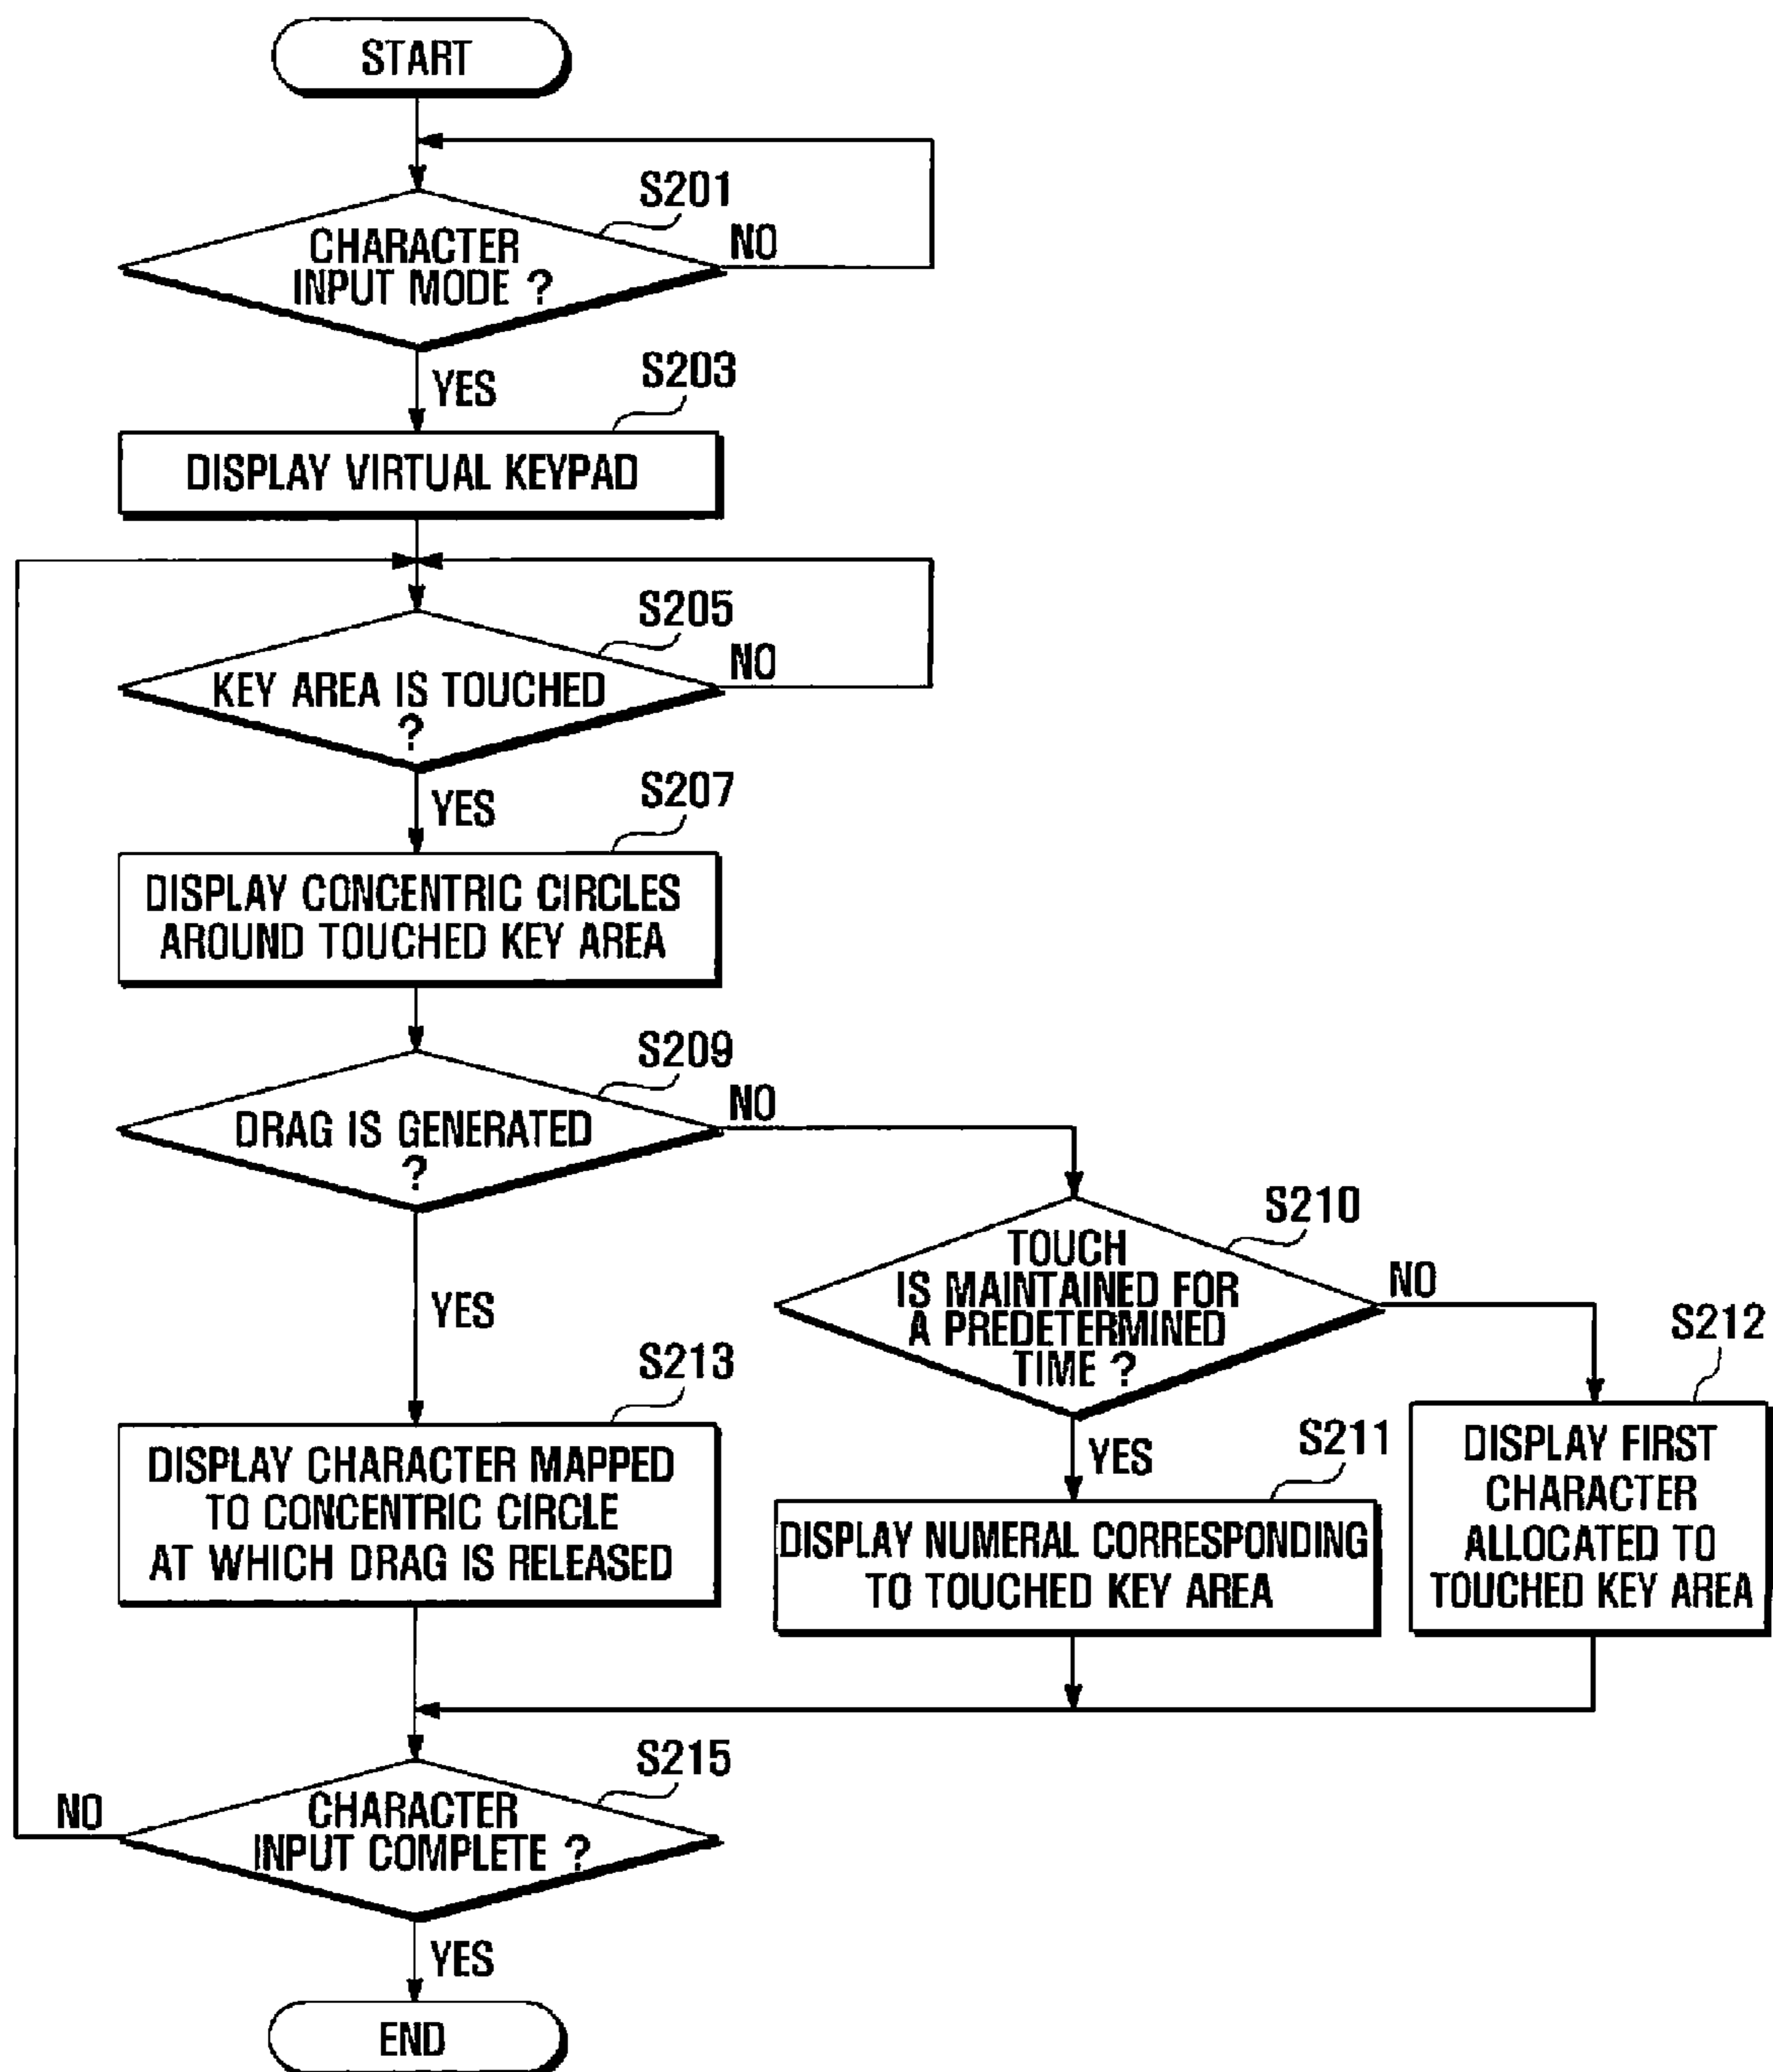 START
S201
CHARACTER
INPUT MODE ?
NO
YES
S203
DISPLAY VIRTUAL KEYPAD
S205
KEY AREA IS TOUCHED
?
NO
YES
S207
DISPLAY CONCENTRIC CIRCLES
AROUND TOUCHED KEY AREA
S209
DRAG IS GENERATED
?
NO
YES
S210
TOUCH
IS MAINTAINED FOR
A PREDETERMINED
TIME ?
NO
YES
S213
DISPLAY CHARACTER MAPPED
TO CONCENTRIC CIRCLE
AT WHICH DRAG IS RELEASED
S211
DISPLAY NUMERAL CORRESPONDING
TO TOUCHED KEY AREA
S212
DISPLAY FIRST
CHARACTER
ALLOCATED TO
TOUCHED KEY AREA
S215
CHARACTER
INPUT COMPLETE ?
NO
YES
END